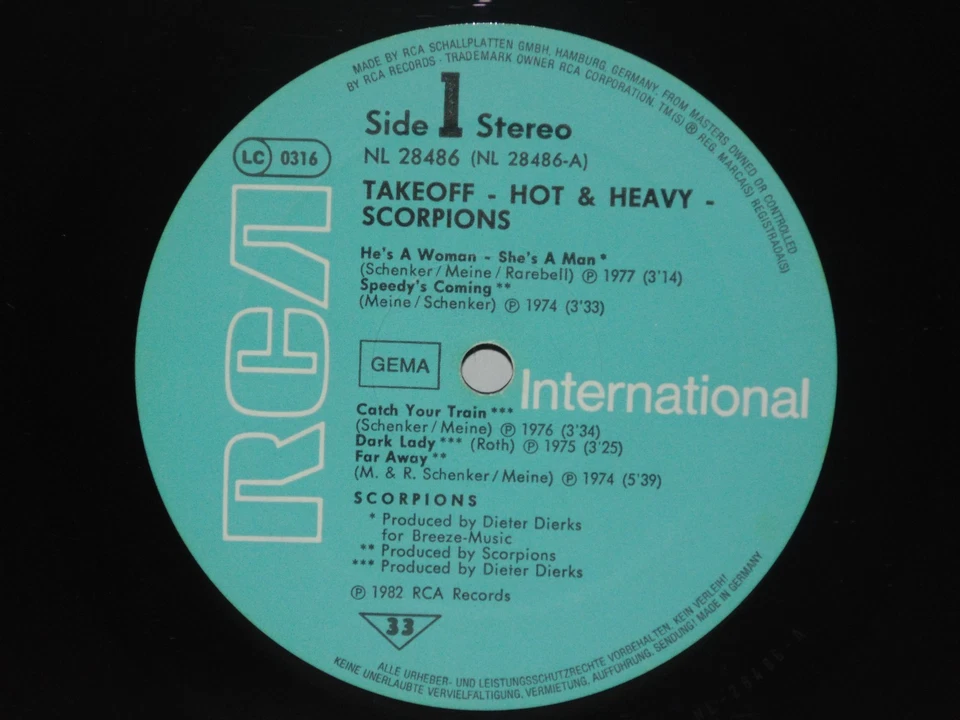 MADE BY RCA SCHALLPLATTEN GMBH, HAMBURG, GERMANY. FROM MASTERS OWNED OR CONTROLLED
BY RCA RECORDS · TRADEMARK OWNER RCA CORPORATION. TM(S) ® REG. MARCA(S) REGISTRADA(S)
Side 1 Stereo
LC 0316
NL 28486 (NL 28486-A)
TAKEOFF - HOT & HEAVY -
SCORPIONS
He's A Woman - She's A Man *
(Schenker/Meine/Rarebell) ℗ 1977 (3'14)
Speedy's Coming **
(Meine/Schenker) ℗ 1974 (3'33)
RCA
GEMA
International
Catch Your Train ***
(Schenker/Meine) ℗ 1976 (3'34)
Dark Lady *** (Roth) ℗ 1975 (3'25)
Far Away **
(M. & R. Schenker/Meine) ℗ 1974 (5'39)
SCORPIONS
* Produced by Dieter Dierks
for Breeze-Music
** Produced by Scorpions
*** Produced by Dieter Dierks
℗ 1982 RCA Records
33
ALLE URHEBER- UND LEISTUNGSSCHUTZRECHTE VORBEHALTEN. KEIN VERLEIH!
KEINE UNERLAUBTE VERVIELFÄLTIGUNG, VERMIETUNG, AUFFÜHRUNG, SENDUNG! MADE IN GERMANY